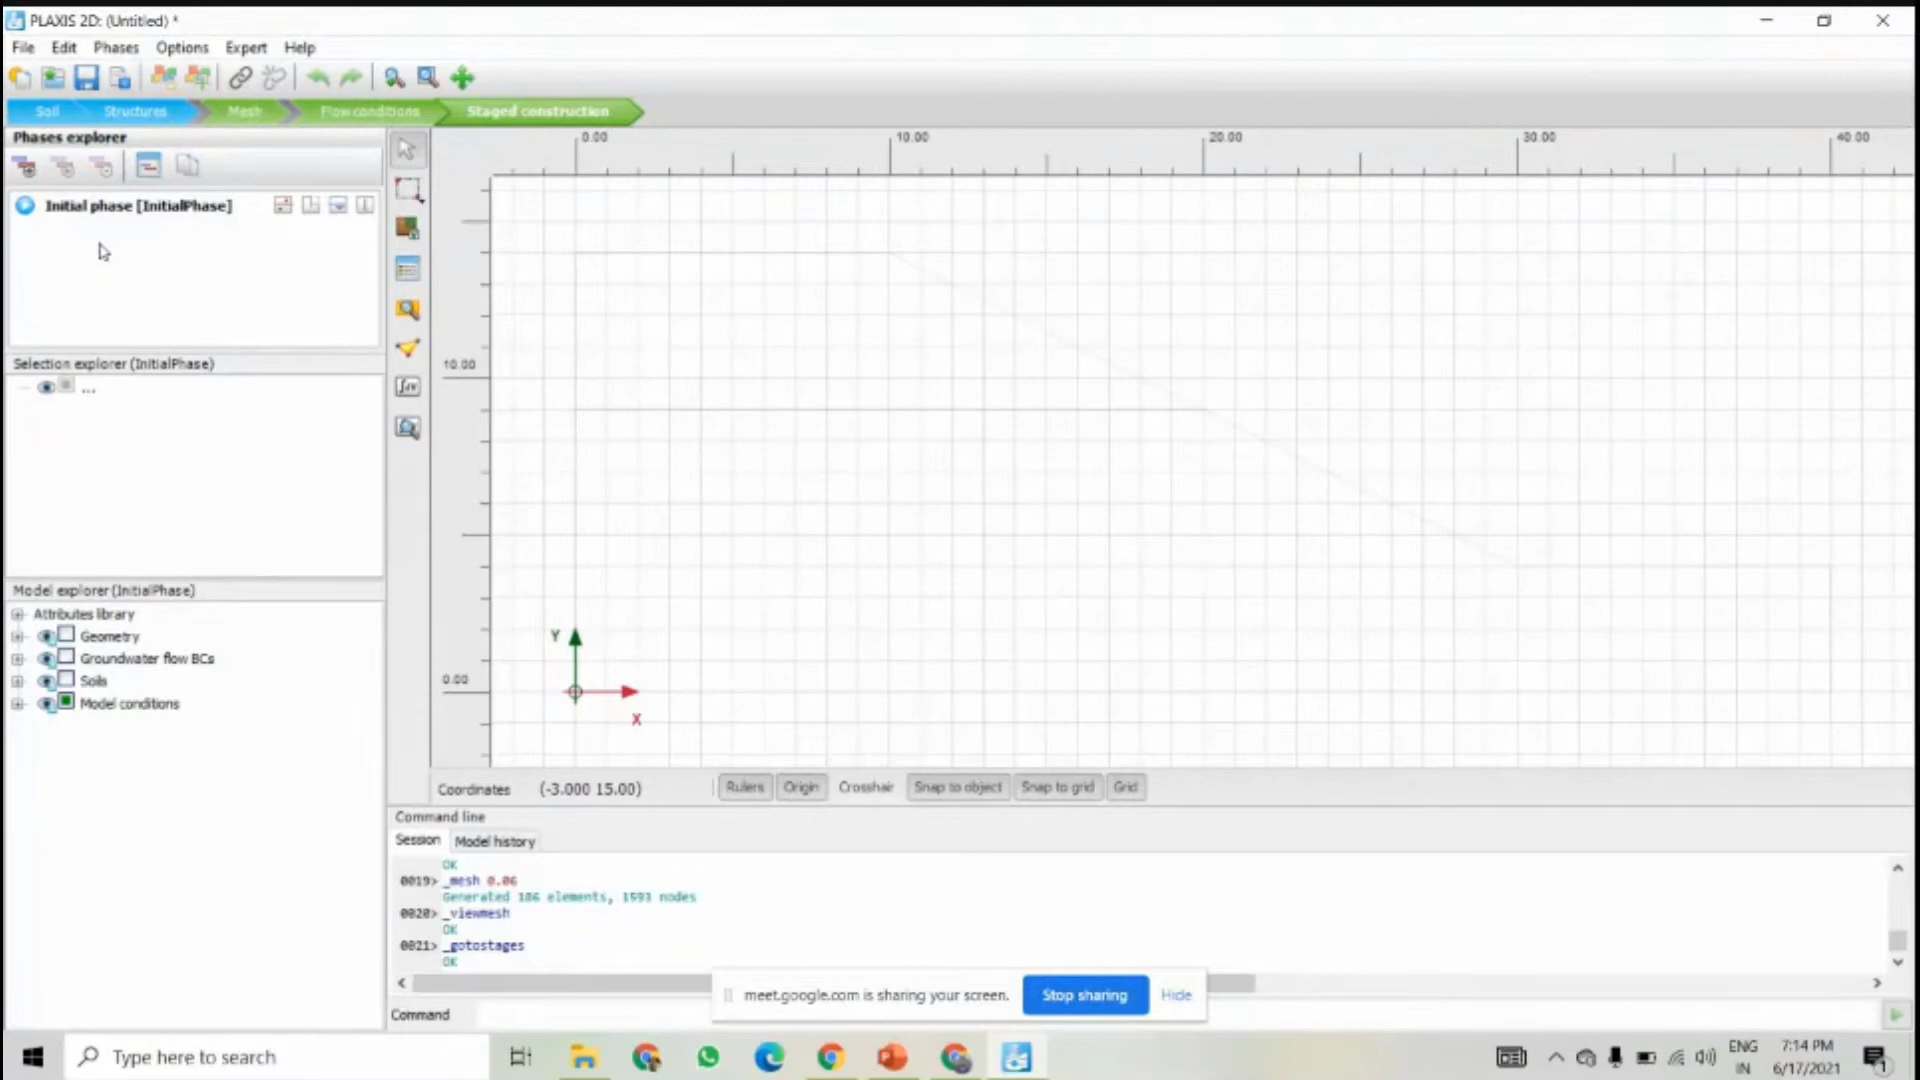 PLAXIS 2D: (Untitled) *
File Edit Phases Options Expert Help
Soil Structures Mesh Flow conditions Staged construction
Phases explorer
Initial phase [InitialPhase]
Selection explorer (InitialPhase)
...
Model explorer (InitialPhase)
Attributes library
Geometry
Groundwater flow BCs
Soils
Model conditions
0.00 10.00 20.00 30.00 40.00
10.00
0.00
Y
X
Coordinates (-3.000 15.00) Rulers Origin Crosshair Snap to object Snap to grid Grid
Command line
Session Model history
OK
0019> _mesh 0.06
Generated 186 elements, 1593 nodes
0020> _viewmesh
OK
0021> _gotostages
OK
meet.google.com is sharing your screen. Stop sharing Hide
Command
Type here to search
ENG
IN
7:14 PM
6/17/2021
1